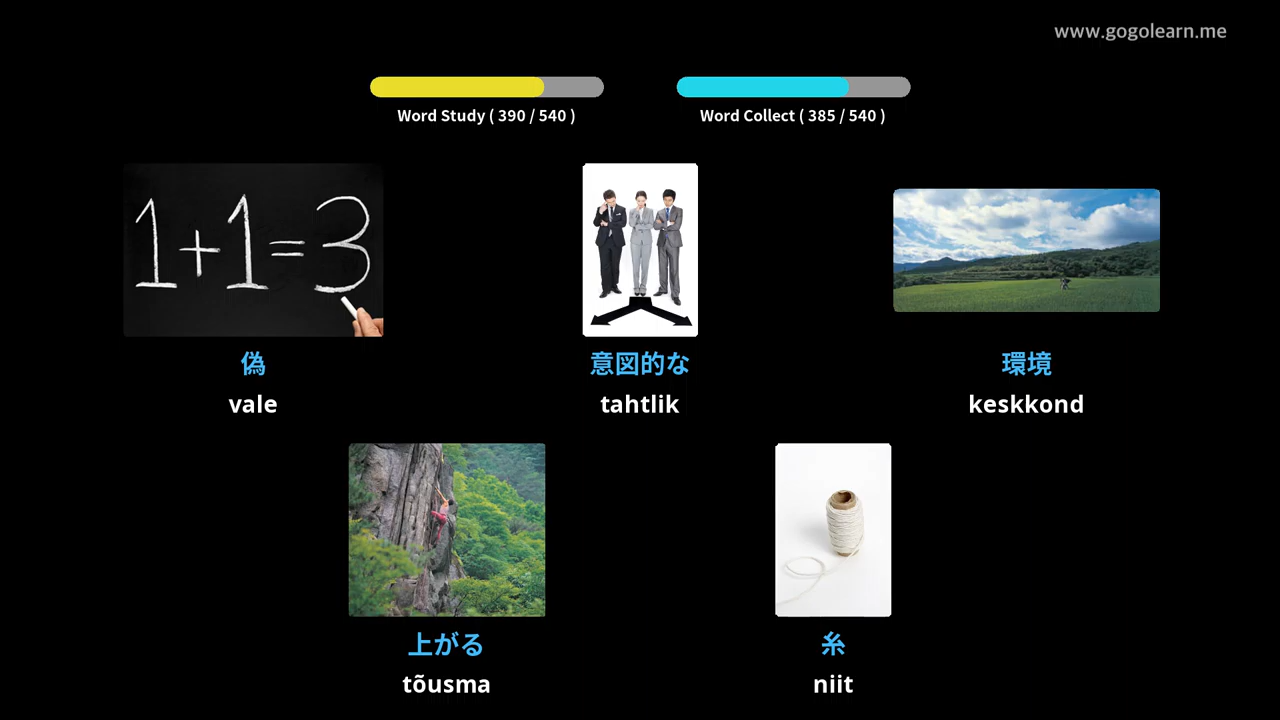 www.gogolearn.me
Word Study ( 390 / 540 )
Word Collect ( 385 / 540 )
1+1=3
偽
vale
意図的な
tahtlik
環境
keskkond
上がる
tõusma
糸
niit